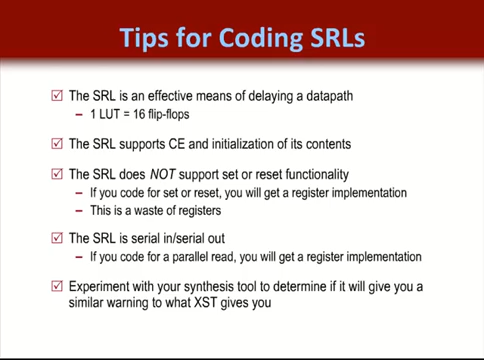 Tips for Coding SRLs
The SRL is an effective means of delaying a datapath
– 1 LUT = 16 flip-flops
The SRL supports CE and initialization of its contents
The SRL does NOT support set or reset functionality
– If you code for set or reset, you will get a register implementation
– This is a waste of registers
The SRL is serial in/serial out
– If you code for a parallel read, you will get a register implementation
Experiment with your synthesis tool to determine if it will give you a
similar warning to what XST gives you